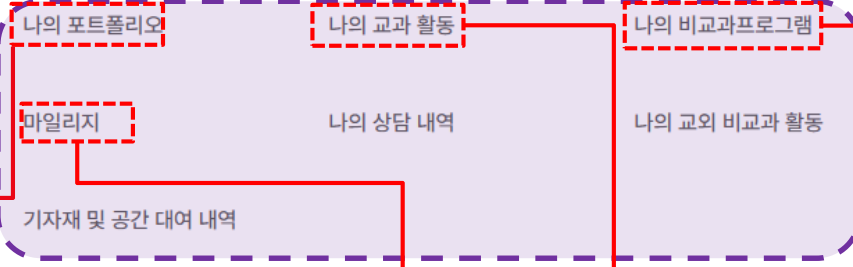 나의 포트폴리오 나의 교과 활동 나의 비교과프로그램
마일리지 나의 상담 내역 나의 교외 비교과 활동
기자재 및 공간 대여 내역